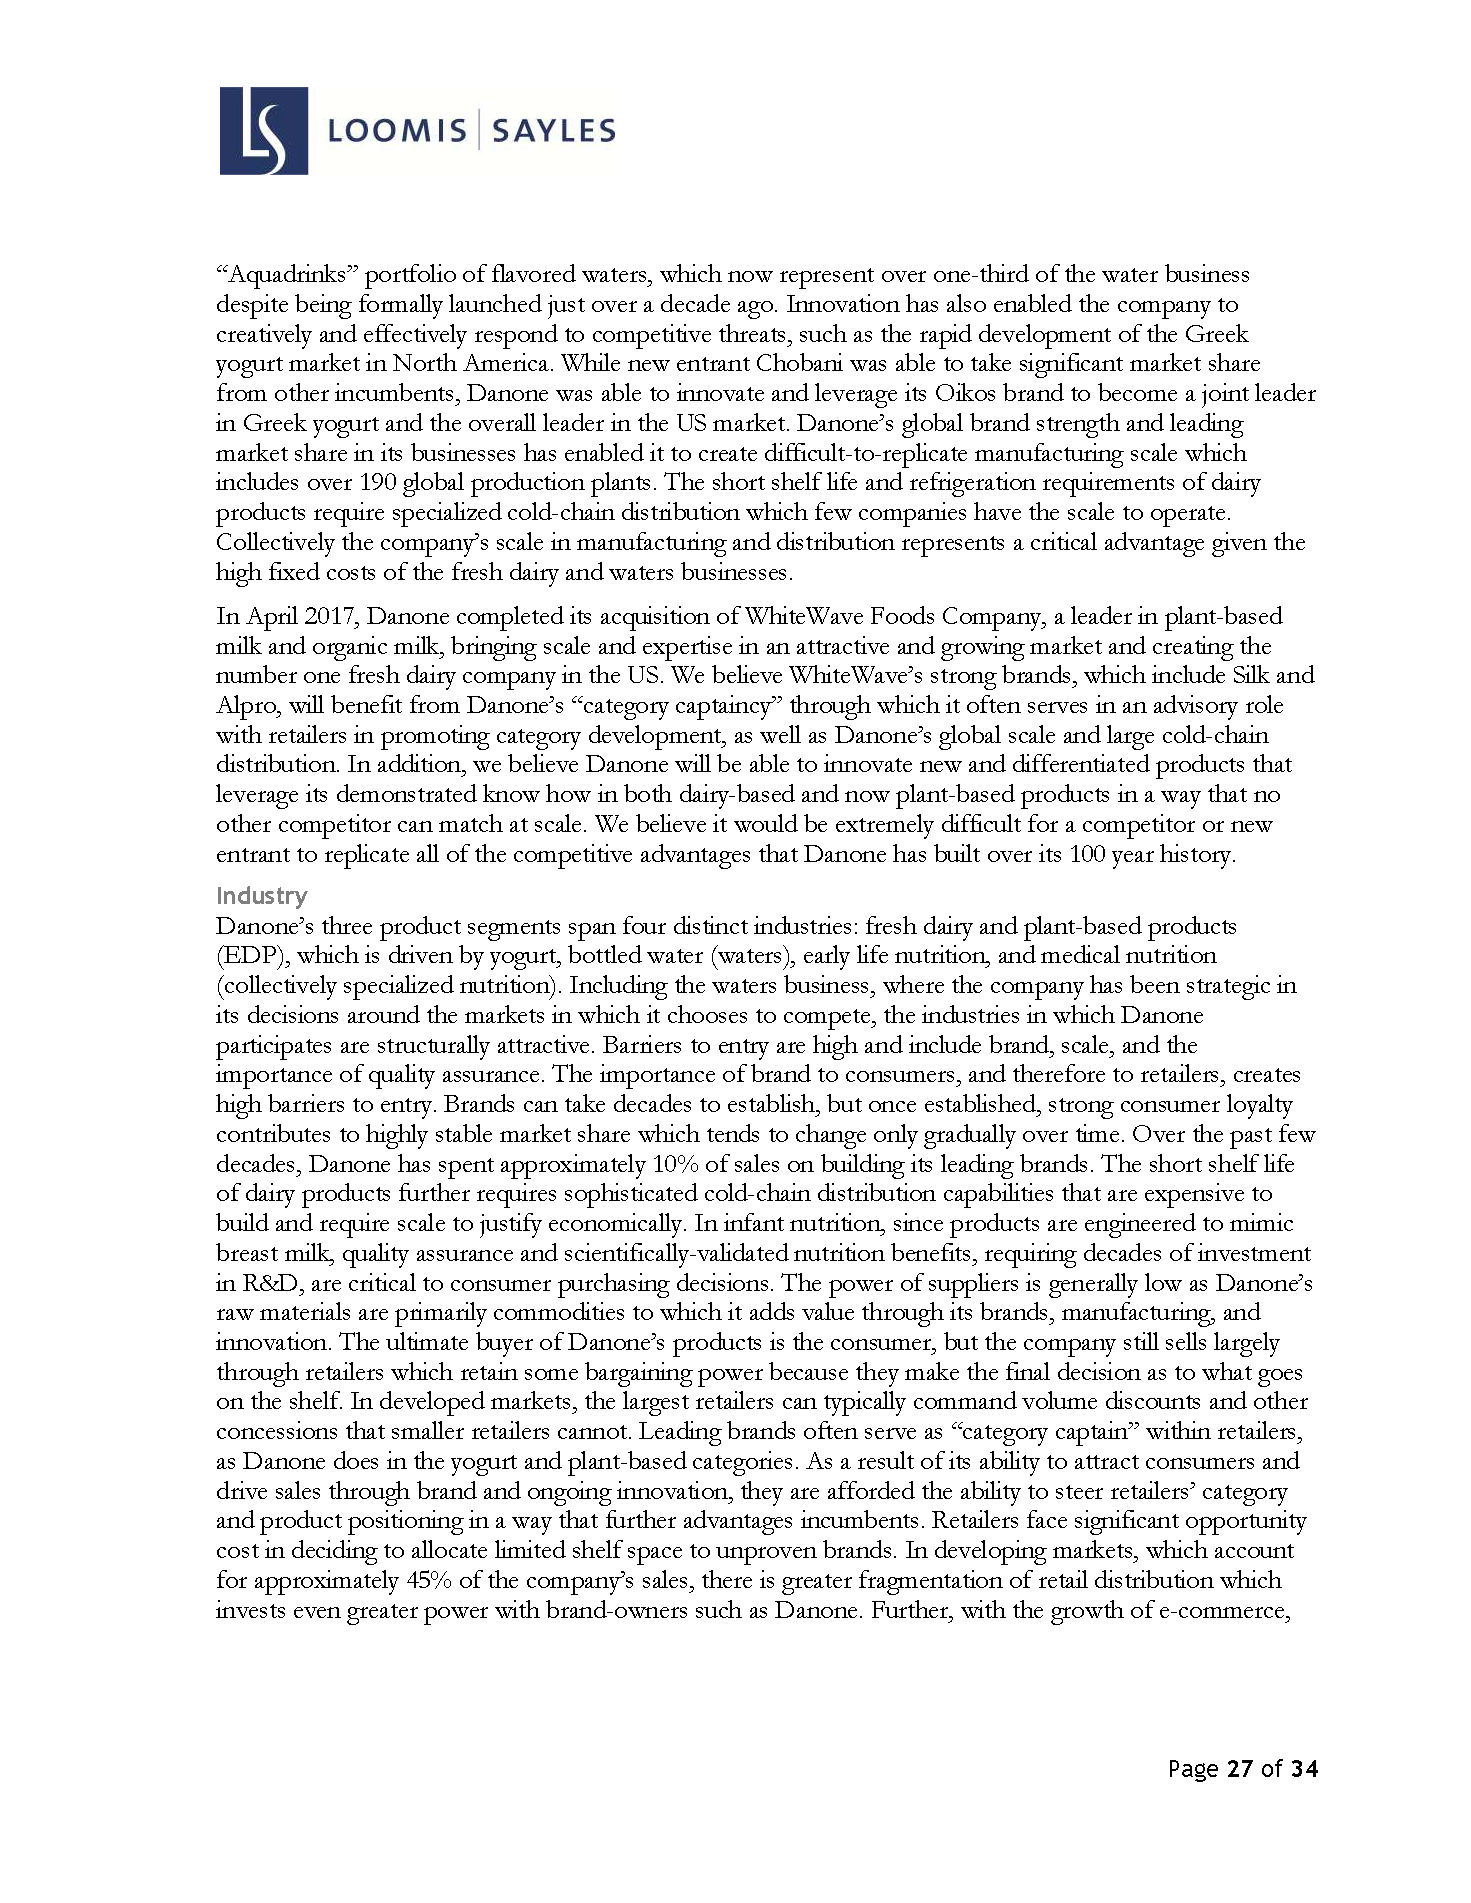 LOOMIS | SAYLES
“Aquadrinks” portfolio of flavored waters, which now represent over one-third of the water business
despite being formally launched just over a decade ago. Innovation has also enabled the company to
creatively and effectively respond to competitive threats, such as the rapid development of the Greek
yogurt market in North America. While new entrant Chobani was able to take significant market share
from other incumbents, Danone was able to innovate and leverage its Oikos brand to become a joint leader
in Greek yogurt and the overall leader in the US market. Danone’s global brand strength and leading
market share in its businesses has enabled it to create difficult-to-replicate manufacturing scale which
includes over 190 global production plants. The short shelf life and refrigeration requirements of dairy
products require specialized cold-chain distribution which few companies have the scale to operate.
Collectively the company’s scale in manufacturing and distribution represents a critical advantage given the
high fixed costs of the fresh dairy and waters businesses.
In April 2017, Danone completed its acquisition of WhiteWave Foods Company, a leader in plant-based
milk and organic milk, bringing scale and expertise in an attractive and growing market and creating the
number one fresh dairy company in the US. We believe WhiteWave’s strong brands, which include Silk and
Alpro, will benefit from Danone’s “category captaincy” through which it often serves in an advisory role
with retailers in promoting category development, as well as Danone’s global scale and large cold-chain
distribution. In addition, we believe Danone will be able to innovate new and differentiated products that
leverage its demonstrated know how in both dairy-based and now plant-based products in a way that no
other competitor can match at scale. We believe it would be extremely difficult for a competitor or new
entrant to replicate all of the competitive advantages that Danone has built over its 100 year history.
Industry
Danone’s three product segments span four distinct industries: fresh dairy and plant-based products
(EDP), which is driven by yogurt, bottled water (waters), early life nutrition, and medical nutrition
(collectively specialized nutrition). Including the waters business, where the company has been strategic in
its decisions around the markets in which it chooses to compete, the industries in which Danone
participates are structurally attractive. Barriers to entry are high and include brand, scale, and the
importance of quality assurance. The importance of brand to consumers, and therefore to retailers, creates
high barriers to entry. Brands can take decades to establish, but once established, strong consumer loyalty
contributes to highly stable market share which tends to change only gradually over time. Over the past few
decades, Danone has spent approximately 10% of sales on building its leading brands. The short shelf life
of dairy products further requires sophisticated cold-chain distribution capabilities that are expensive to
build and require scale to justify economically. In infant nutrition, since products are engineered to mimic
breast milk, quality assurance and scientifically-validated nutrition benefits, requiring decades of investment
in R&D, are critical to consumer purchasing decisions. The power of suppliers is generally low as Danone’s
raw materials are primarily commodities to which it adds value through its brands, manufacturing, and
innovation. The ultimate buyer of Danone’s products is the consumer, but the company still sells largely
through retailers which retain some bargaining power because they make the final decision as to what goes
on the shelf. In developed markets, the largest retailers can typically command volume discounts and other
concessions that smaller retailers cannot. Leading brands often serve as “category captain” within retailers,
as Danone does in the yogurt and plant-based categories. As a result of its ability to attract consumers and
drive sales through brand and ongoing innovation, they are afforded the ability to steer retailers’ category
and product positioning in a way that further advantages incumbents. Retailers face significant opportunity
cost in deciding to allocate limited shelf space to unproven brands. In developing markets, which account
for approximately 45% of the company’s sales, there is greater fragmentation of retail distribution which
invests even greater power with brand-owners such as Danone. Further, with the growth of e-commerce,
Page 27 of 34